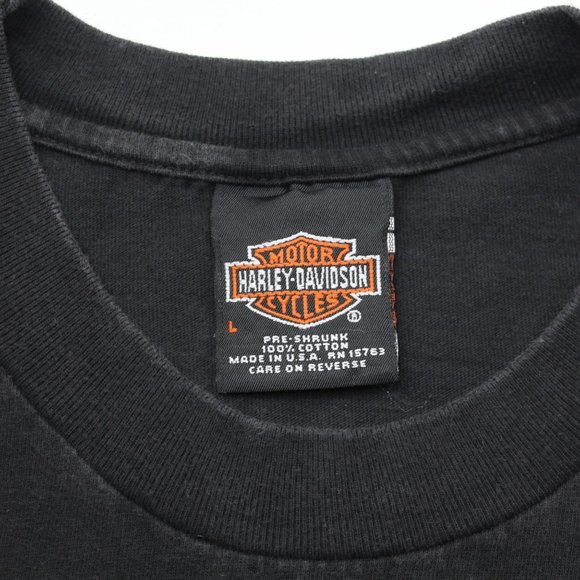 MOTOR
HARLEY-DAVIDSON
CYCLES
®
L
PRE-SHRUNK
100% COTTON
MADE IN U.S.A. RN 15763
CARE ON REVERSE